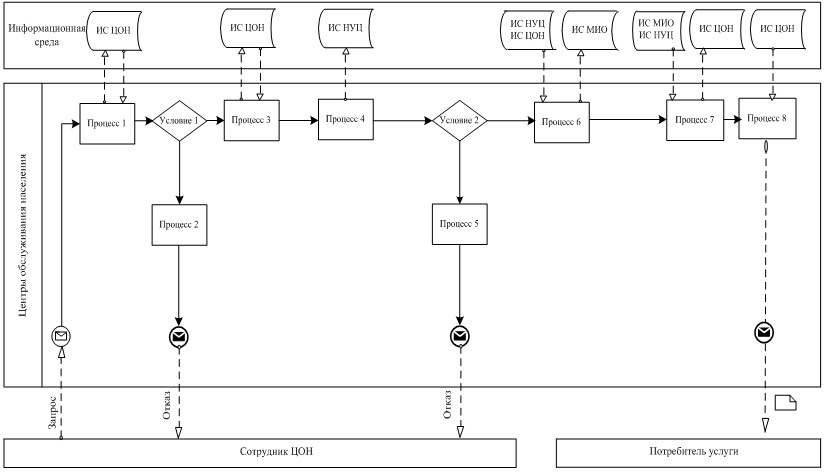 Информационная
среда
ИС ЦОН
ИС ЦОН
ИС НУЦ
ИС НУЦ
ИС ЦОН
ИС МИО
ИС МИО
ИС НУЦ
ИС ЦОН
ИС ЦОН
Центры обслуживания населения
Процесс 1
Условие 1
Процесс 3
Процесс 4
Условие 2
Процесс 6
Процесс 7
Процесс 8
Процесс 2
Процесс 5
Запрос
Отказ
Отказ
Сотрудник ЦОН
Потребитель услуги